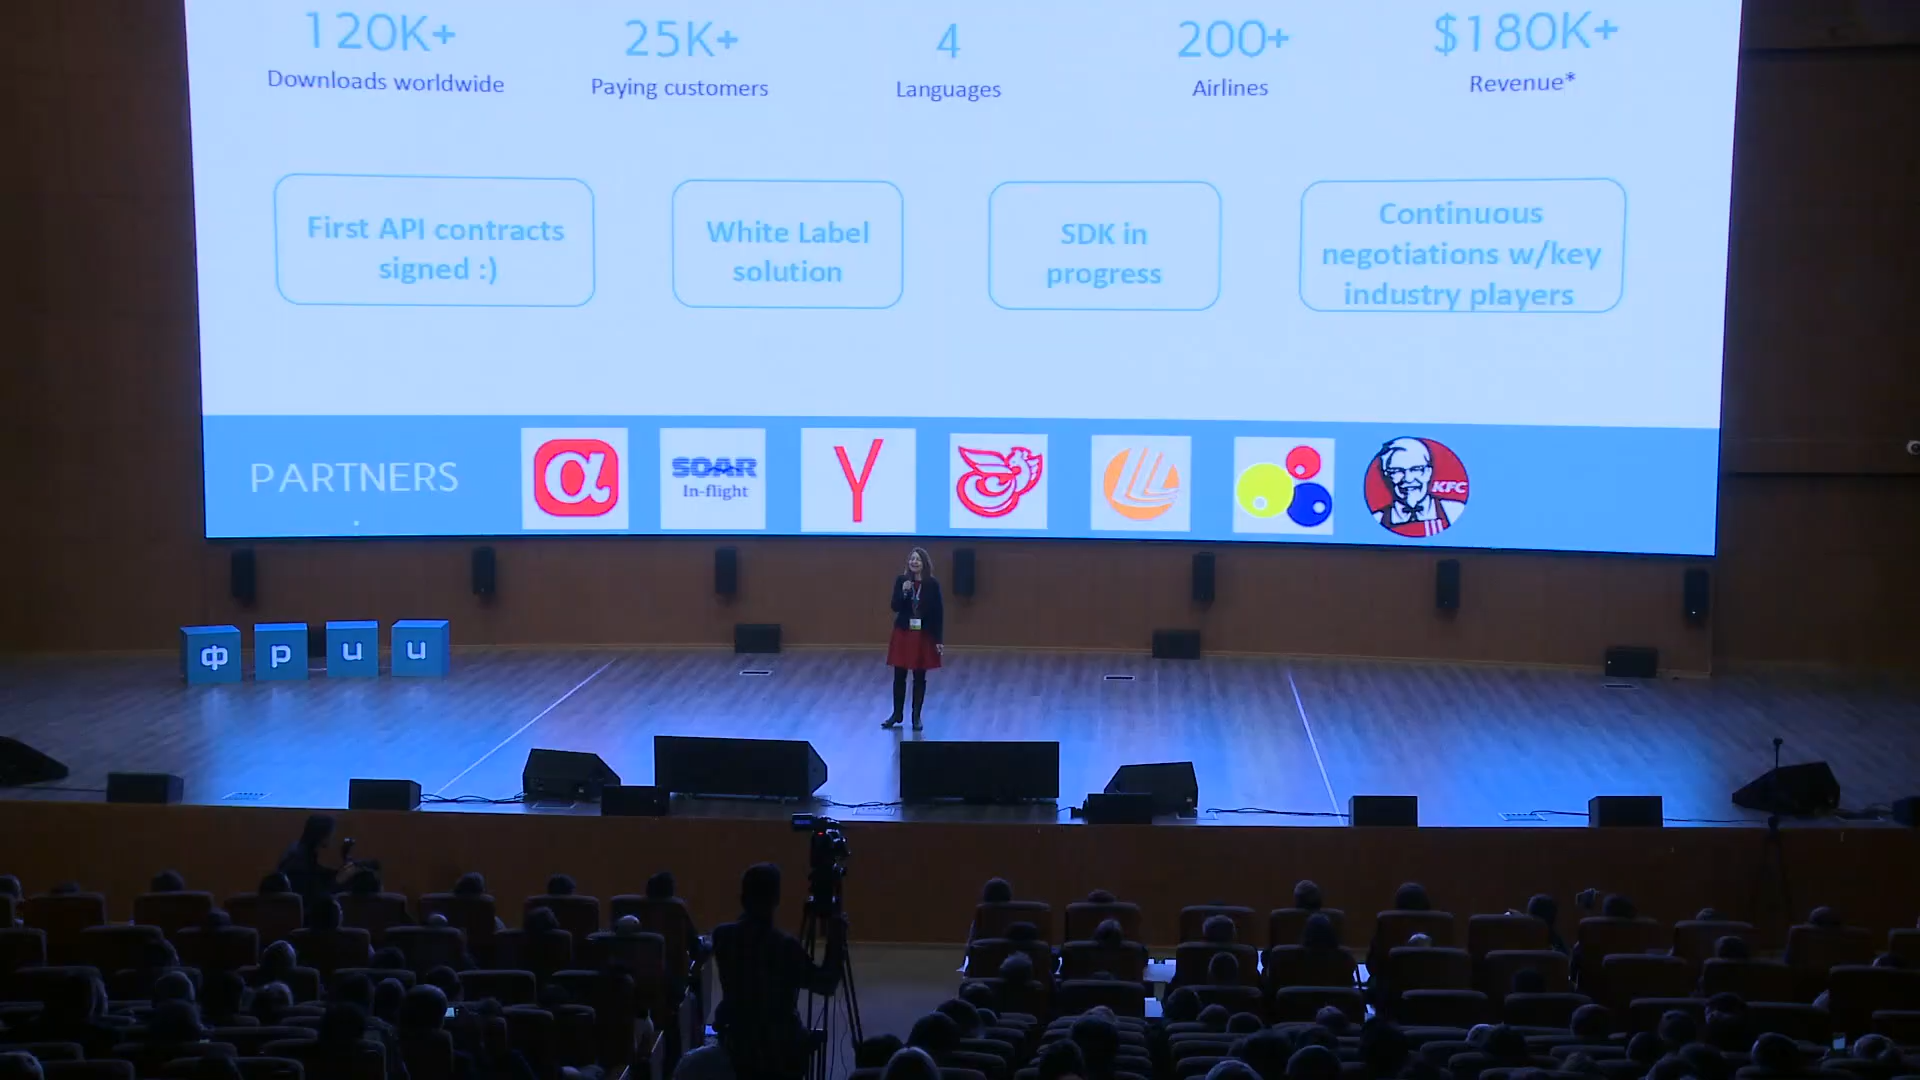 120K+
Downloads worldwide
25K+
Paying customers
4
Languages
200+
Airlines
$180K+
Revenue*
First API contracts
signed :)
White Label
solution
SDK in
progress
Continuous
negotiations w/key
industry players
PARTNERS
α
SOAR
In-flight
Y
KFC
фрии